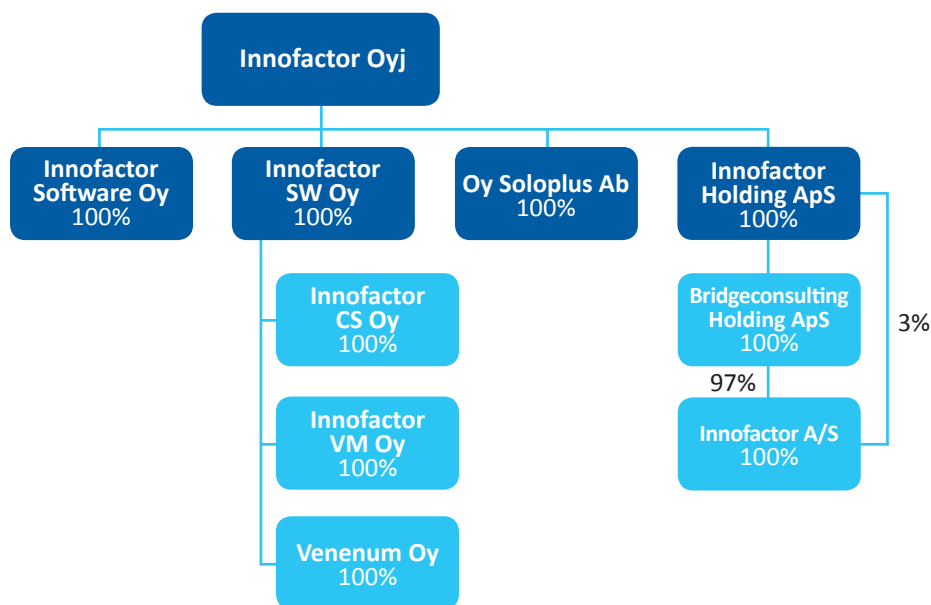 Innofactor Oyj
Innofactor
Software Oy
100%
Innofactor
SW Oy
100%
Oy Soloplus Ab
100%
Innofactor
Holding ApS
100%
Innofactor
CS Oy
100%
Innofactor
VM Oy
100%
Venenum Oy
100%
Bridgeconsulting
Holding ApS
100%
3%
97%
Innofactor A/S
100%